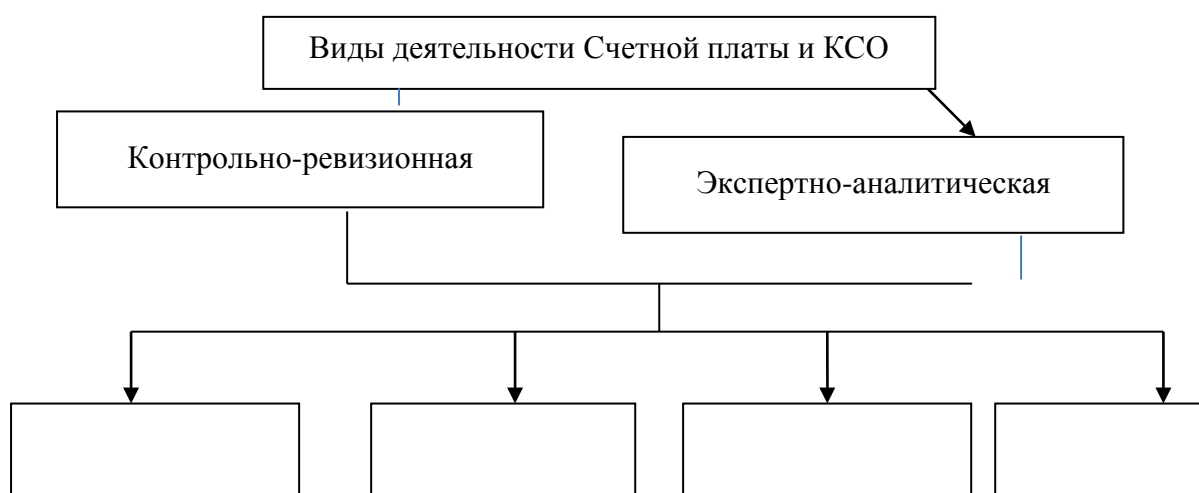 Виды деятельности Счетной платы и КСО
Контрольно-ревизионная
Экспертно-аналитическая